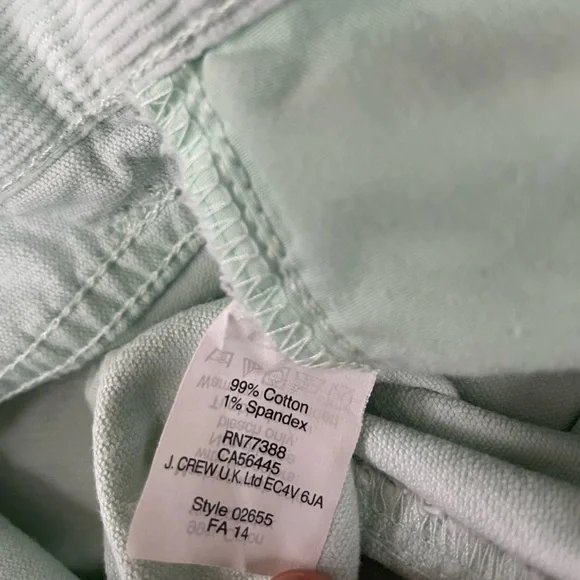 99% Cotton
1% Spandex
RN77388
CA56445
J. CREW U.K. Ltd EC4V 6JA
Style 02655
FA 14